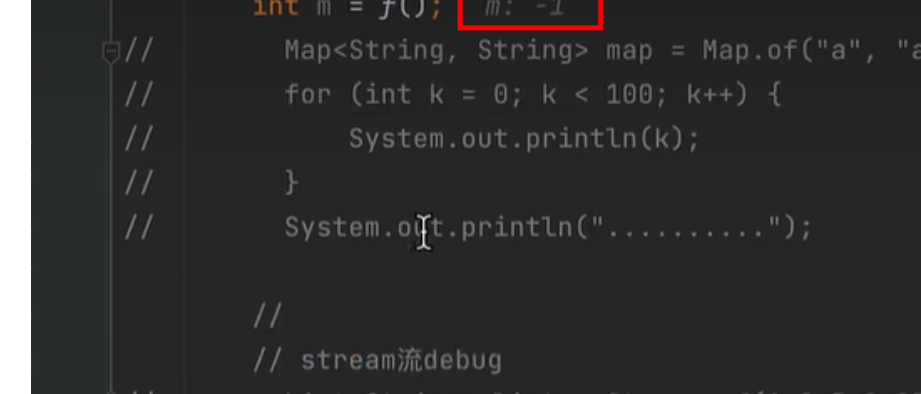 int m = f();   m: -1
//        Map<String, String> map = Map.of("a", "a
//        for (int k = 0; k < 100; k++) {
//            System.out.println(k);
//        }
//        System.out.println("..........");
//
// stream流debug